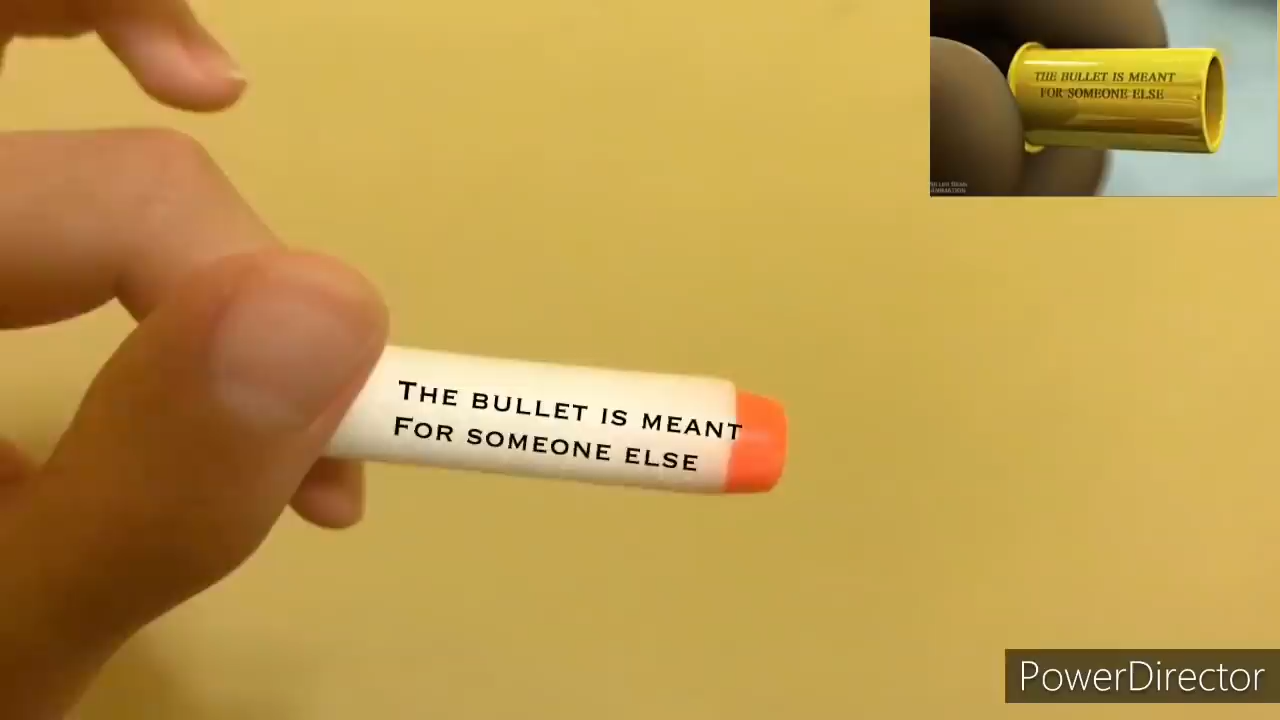 THE BULLET IS MEANT
FOR SOMEONE ELSE
THE BULLET IS MEANT
FOR SOMEONE ELSE
PowerDirector